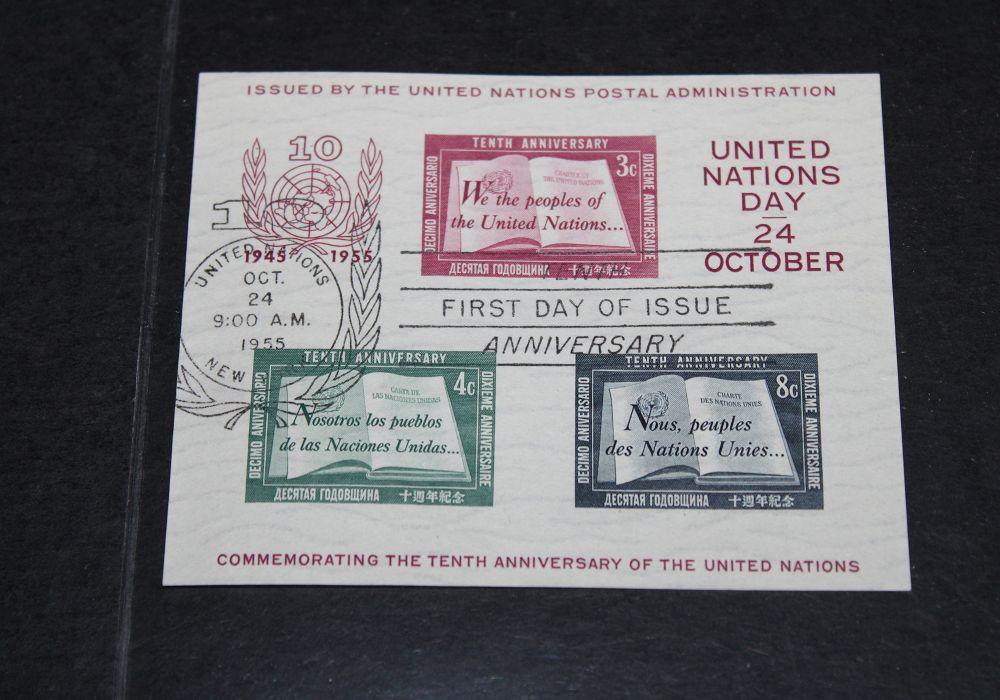 ISSUED BY THE UNITED NATIONS POSTAL ADMINISTRATION
10
1945 1955
TENTH ANNIVERSARY
DECIMO ANIVERSARIO
3c
CHARTER OF
THE UNITED NATIONS
We the peoples of
the United Nations...
DIXIEME ANNIVERSAIRE
ДЕСЯТАЯ ГОДОВЩИНА 十週年紀念
UNITED
NATIONS
DAY
24
OCTOBER
10
UNITED NATIONS
OCT.
24
9:00 A.M.
1955
NEW
FIRST DAY OF ISSUE
ANNIVERSARY
TENTH ANNIVERSARY
DECIMO ANIVERSARIO
4c
CARTA DE
LAS NACIONES UNIDAS
Nosotros los pueblos
de las Naciones Unidas...
DIXIEME ANNIVERSAIRE
ДЕСЯТАЯ ГОДОВЩИНА 十週年紀念
TENTH ANNIVERSARY
DECIMO ANIVERSARIO
8c
CHARTE
DES NATIONS UNIES
Nous, peuples
des Nations Unies...
DIXIEME ANNIVERSAIRE
ДЕСЯТАЯ ГОДОВЩИНА 十週年紀念
COMMEMORATING THE TENTH ANNIVERSARY OF THE UNITED NATIONS